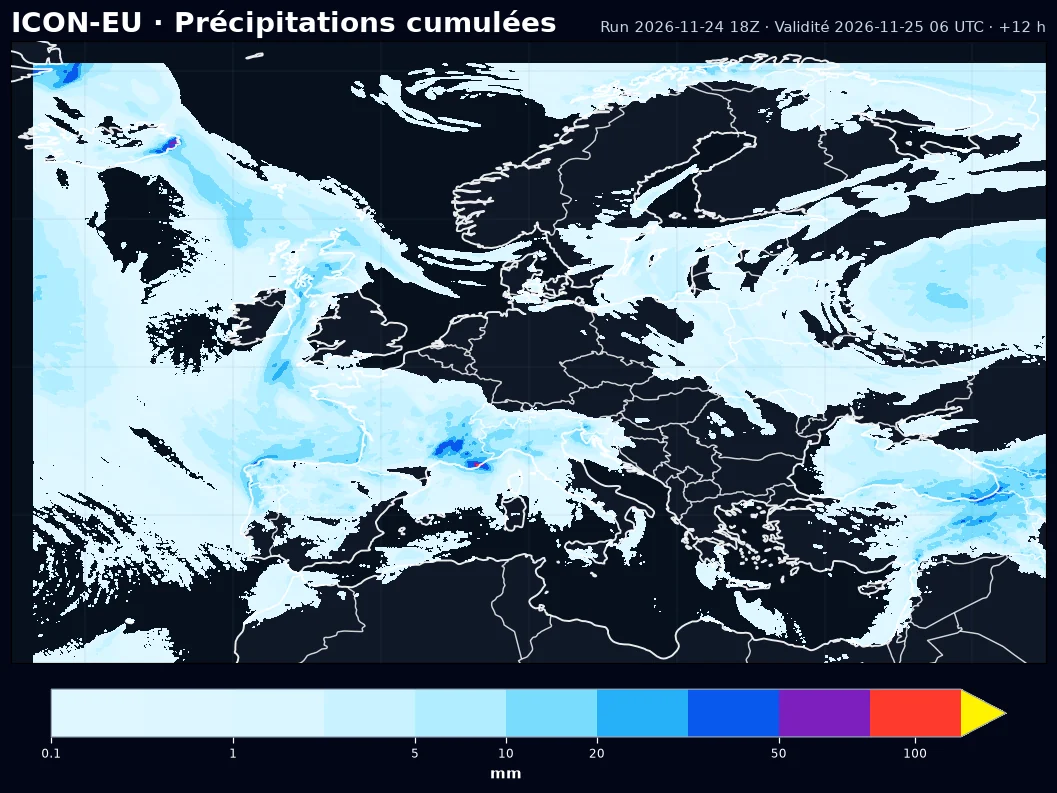 ICON-EU · Précipitations cumulées
Run 2026-11-24 18Z · Validité 2026-11-25 06 UTC · +12 h
0.1 1 5 10 20 50 100
mm